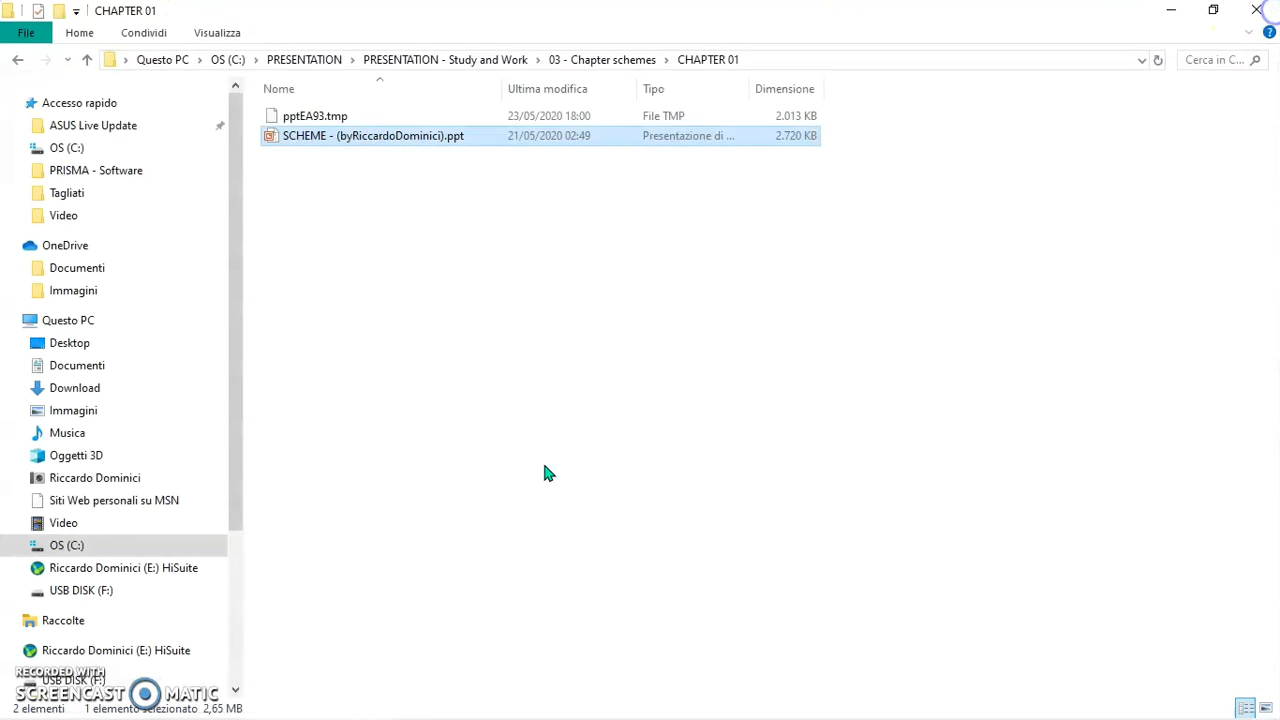 CHAPTER 01
File Home Condividi Visualizza
Questo PC OS (C:) PRESENTATION PRESENTATION - Study and Work 03 - Chapter schemes CHAPTER 01 Cerca in C...
Nome Ultima modifica Tipo Dimensione
pptEA93.tmp 23/05/2020 18:00 File TMP 2.013 KB
SCHEME - (byRiccardoDominici).ppt 21/05/2020 02:49 Presentazione di ... 2.720 KB
Accesso rapido
ASUS Live Update
OS (C:)
PRISMA - Software
Tagliati
Video
OneDrive
Documenti
Immagini
Questo PC
Desktop
Documenti
Download
Immagini
Musica
Oggetti 3D
Riccardo Dominici
Siti Web personali su MSN
Video
OS (C:)
Riccardo Dominici (E:) HiSuite
USB DISK (F:)
Raccolte
Riccardo Dominici (E:) HiSuite
USB DISK (F:)
RECORDED WITH
SCREENCAST MATIC
2 elementi 1 elemento selezionato 2,65 MB